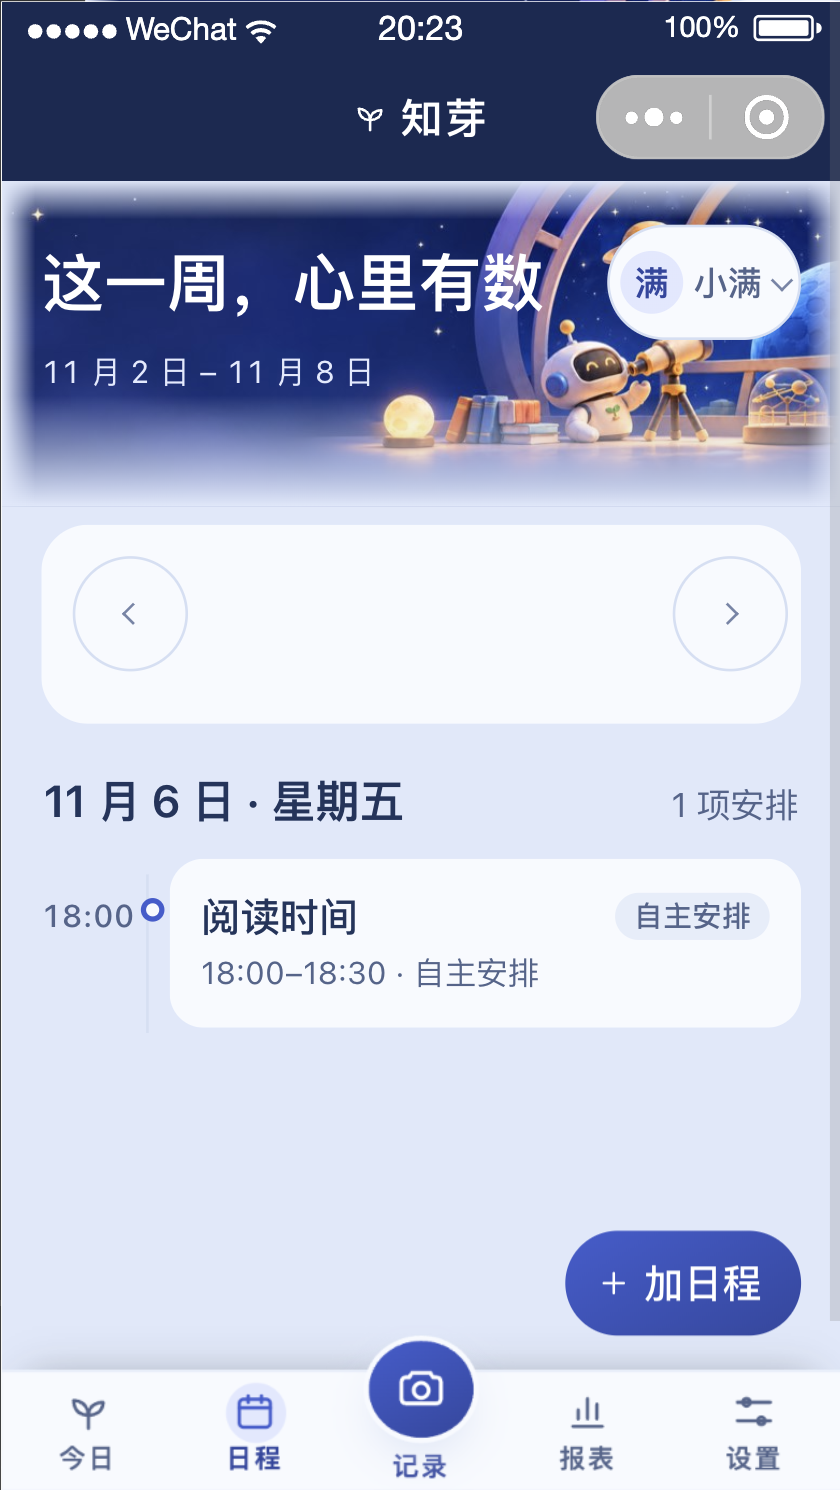 WeChat 20:23 100%
知芽
这一周，心里有数
满 小满
11 月 2 日 – 11 月 8 日
11 月 6 日 · 星期五
1 项安排
18:00
阅读时间
自主安排
18:00–18:30 · 自主安排
+ 加日程
今日
日程
记录
报表
设置